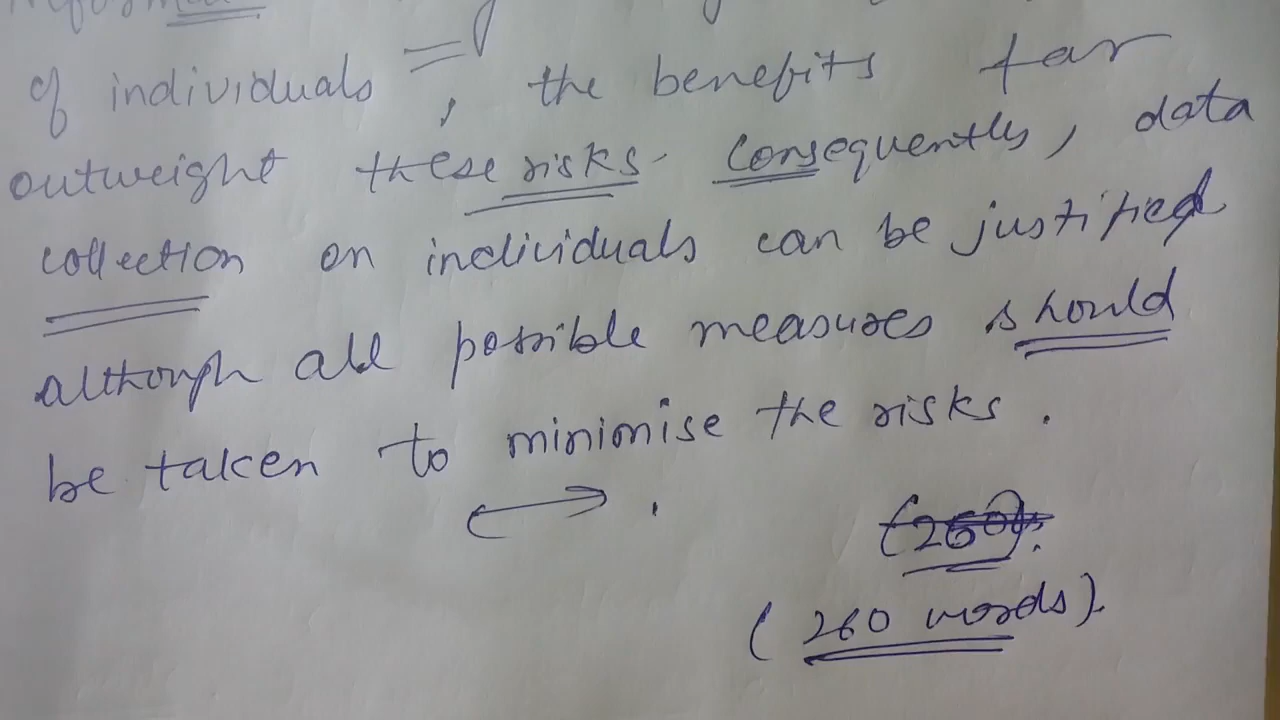 of individuals, the benefits far
outweight these risks. Consequently, data
collection on individuals can be justified
although all possible measures should
be taken to minimise the risks.
(260).
(260 words).